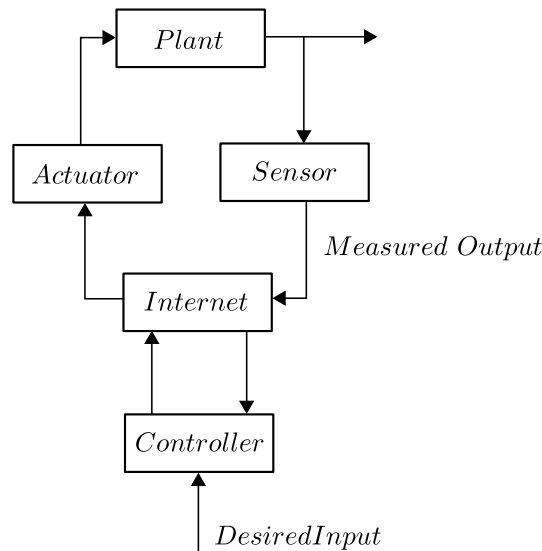 Plant
Actuator
Sensor
Measured Output
Internet
Controller
DesiredInput